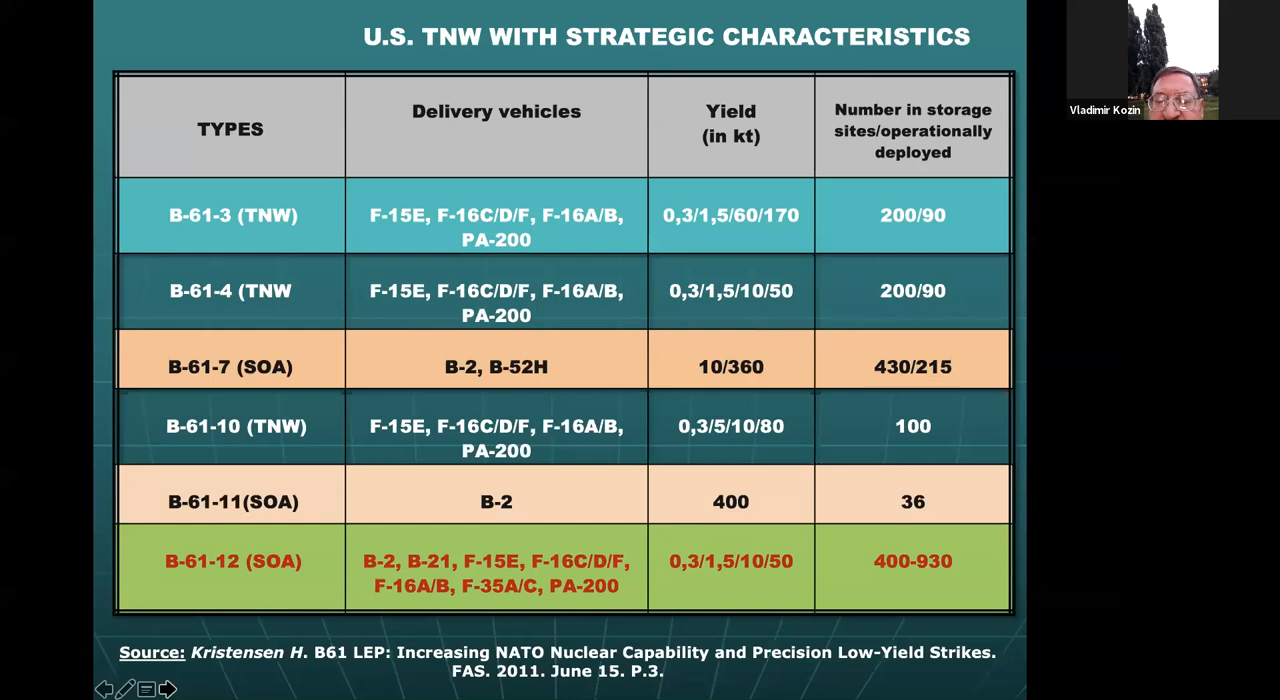 U.S. TNW WITH STRATEGIC CHARACTERISTICS
Vladimir Kozin
TYPES
Delivery vehicles
Yield
(in kt)
Number in storage
sites/operationally
deployed
B-61-3 (TNW)
F-15E, F-16C/D/F, F-16A/B,
PA-200
0,3/1,5/60/170
200/90
B-61-4 (TNW
F-15E, F-16C/D/F, F-16A/B,
PA-200
0,3/1,5/10/50
200/90
B-61-7 (SOA)
B-2, B-52H
10/360
430/215
B-61-10 (TNW)
F-15E, F-16C/D/F, F-16A/B,
PA-200
0,3/5/10/80
100
B-61-11(SOA)
B-2
400
36
B-61-12 (SOA)
B-2, B-21, F-15E, F-16C/D/F,
F-16A/B, F-35A/C, PA-200
0,3/1,5/10/50
400-930
Source: Kristensen H. B61 LEP: Increasing NATO Nuclear Capability and Precision Low-Yield Strikes.
FAS. 2011. June 15. P.3.